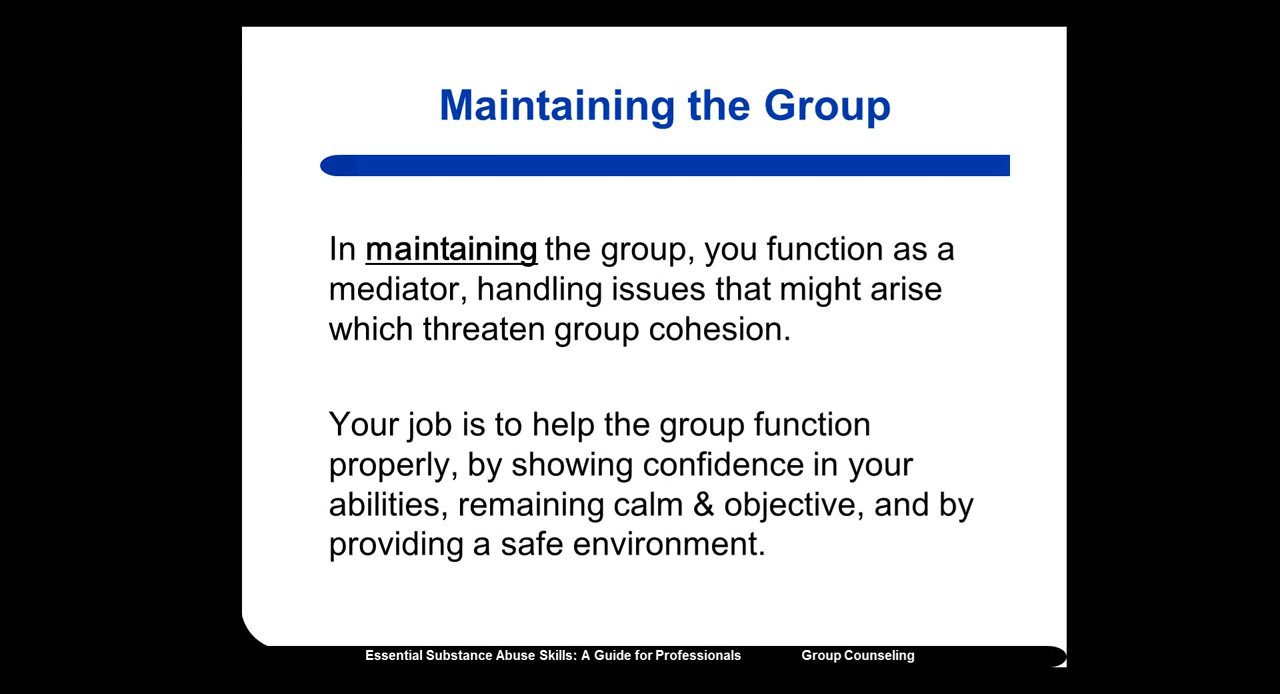 Maintaining the Group
In maintaining the group, you function as a
mediator, handling issues that might arise
which threaten group cohesion.
Your job is to help the group function
properly, by showing confidence in your
abilities, remaining calm & objective, and by
providing a safe environment.
Essential Substance Abuse Skills: A Guide for Professionals Group Counseling